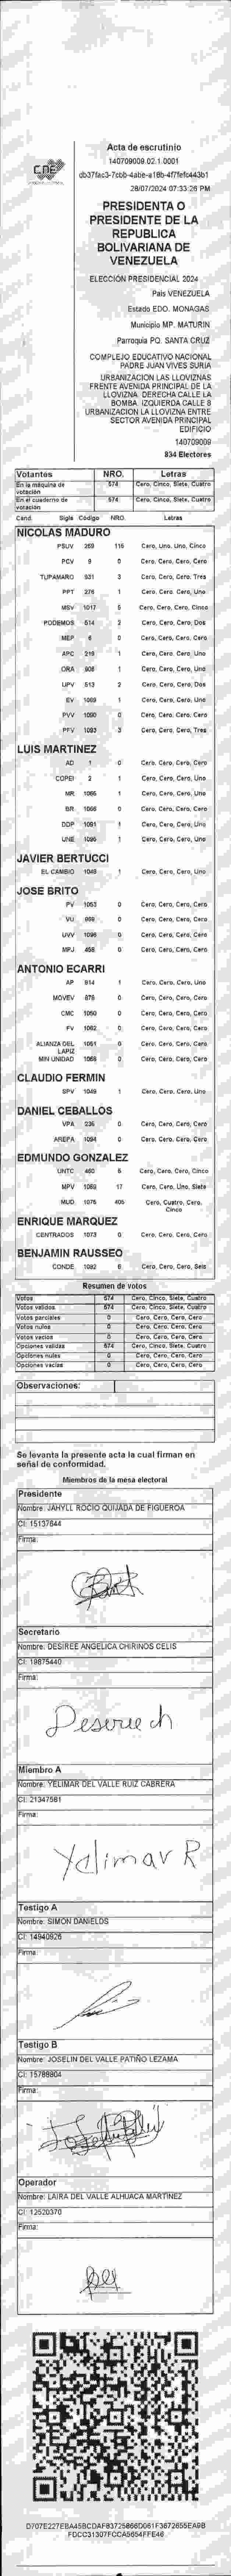 CNE
Acta de escrutinio
140709009.02.1.0001
28/07/2024 07:33:26 PM
PRESIDENTA O
PRESIDENTE DE LA
REPUBLICA
BOLIVARIANA DE
VENEZUELA
ELECCIÓN PRESIDENCIAL 2024
País VENEZUELA
Estado EDO. MONAGAS
Municipio MP. MATURIN
Parroquia PQ. SANTA CRUZ
COMPLEJO EDUCATIVO NACIONAL
PADRE JUAN VIVES SURIA
URBANIZACION LAS LLOVIZNAS
FRENTE AVENIDA PRINCIPAL DE LA
LLOVIZNA. DERECHA CALLE LA
BOMBA. IZQUIERDA CALLE 8
URBANIZACION LA LLOVIZNA ENTRE
SECTOR AVENIDA PRINCIPAL
EDIFICIO
140709009
834 Electores
Votantes NRO. Letras
En la máquina de votación 574 Cero, Cinco, Siete, Cuatro
En el cuaderno de votación 574 Cero, Cinco, Siete, Cuatro
Cand. Sigla Código NRO. Letras
NICOLAS MADURO
PSUV 269 115 Cero, Uno, Uno, Cinco
PCV 9 0 Cero, Cero, Cero, Cero
TUPAMARO 931 3 Cero, Cero, Cero, Tres
PPT 276 1 Cero, Cero, Cero, Uno
MSV 1017 5 Cero, Cero, Cero, Cinco
PODEMOS 514 2 Cero, Cero, Cero, Dos
MEP 6 0 Cero, Cero, Cero, Cero
APC 219 1 Cero, Cero, Cero, Uno
ORA 908 1 Cero, Cero, Cero, Uno
UPV 513 2 Cero, Cero, Cero, Dos
EV 1069 1 Cero, Cero, Cero, Uno
PVV 1090 0 Cero, Cero, Cero, Cero
PFV 1093 3 Cero, Cero, Cero, Tres
LUIS MARTINEZ
AD 1 0 Cero, Cero, Cero, Cero
COPEI 2 1 Cero, Cero, Cero, Uno
MR 1065 1 Cero, Cero, Cero, Uno
BR 1066 0 Cero, Cero, Cero, Cero
DDP 1091 1 Cero, Cero, Cero, Uno
UNE 1095 1 Cero, Cero, Cero, Uno
JAVIER BERTUCCI
EL CAMBIO 1048 1 Cero, Cero, Cero, Uno
JOSE BRITO
PV 1053 0 Cero, Cero, Cero, Cero
VU 969 0 Cero, Cero, Cero, Cero
UVV 1096 0 Cero, Cero, Cero, Cero
MPJ 458 0 Cero, Cero, Cero, Cero
ANTONIO ECARRI
AP 914 1 Cero, Cero, Cero, Uno
MOVEV 978 0 Cero, Cero, Cero, Cero
CMC 1050 0 Cero, Cero, Cero, Cero
FV 1062 0 Cero, Cero, Cero, Cero
ALIANZA DEL LAPIZ 1051 0 Cero, Cero, Cero, Cero
MIN UNIDAD 1068 0 Cero, Cero, Cero, Cero
CLAUDIO FERMIN
SPV 1049 1 Cero, Cero, Cero, Uno
DANIEL CEBALLOS
VPA 236 0 Cero, Cero, Cero, Cero
AREPA 1094 0 Cero, Cero, Cero, Cero
EDMUNDO GONZALEZ
UNTC 460 5 Cero, Cero, Cero, Cinco
MPV 1059 17 Cero, Cero, Uno, Siete
MUD 1075 405 Cero, Cuatro, Cero, Cinco
ENRIQUE MARQUEZ
CENTRADOS 1073 0 Cero, Cero, Cero, Cero
BENJAMIN RAUSSEO
CONDE 1082 6 Cero, Cero, Cero, Seis
Resumen de Votos
Votos 574 Cero, Cinco, Siete, Cuatro
Votos validos 574 Cero, Cinco, Siete, Cuatro
Votos parciales 0 Cero, Cero, Cero, Cero
Votos nulos 0 Cero, Cero, Cero, Cero
Votos vacios 0 Cero, Cero, Cero, Cero
Opciones validas 574 Cero, Cinco, Siete, Cuatro
Opciones nulas 0 Cero, Cero, Cero, Cero
Opciones vacias 0 Cero, Cero, Cero, Cero
Observaciones:
Se levanta la presente acta la cual firman en
señal de conformidad.
Miembros de la mesa electoral
Presidente
Nombre: JAHYLL ROCIO QUIJADA DE FIGUEROA
CI: 15137644
Firma:
Secretario
Nombre: DESIREE ANGELICA CHIRINOS CELIS
CI: 19875440
Firma:
Desiree ch
Miembro A
Nombre: YELIMAR DEL VALLE RUIZ CABRERA
CI: 21347581
Firma:
Yelimar R
Testigo A
Nombre: SIMON DANIELDS
CI: 14940926
Firma:
Testigo B
Nombre: JOSELIN DEL VALLE PATIÑO LEZAMA
CI: 15788804
Firma:
Operador
Nombre: LAIRA DEL VALLE ALHUACA MARTINEZ
CI: 12520370
Firma:
D707E227EBA45BCDAF83725866D061F3672655EA9B
FDCC31307FCCA5654FFE46